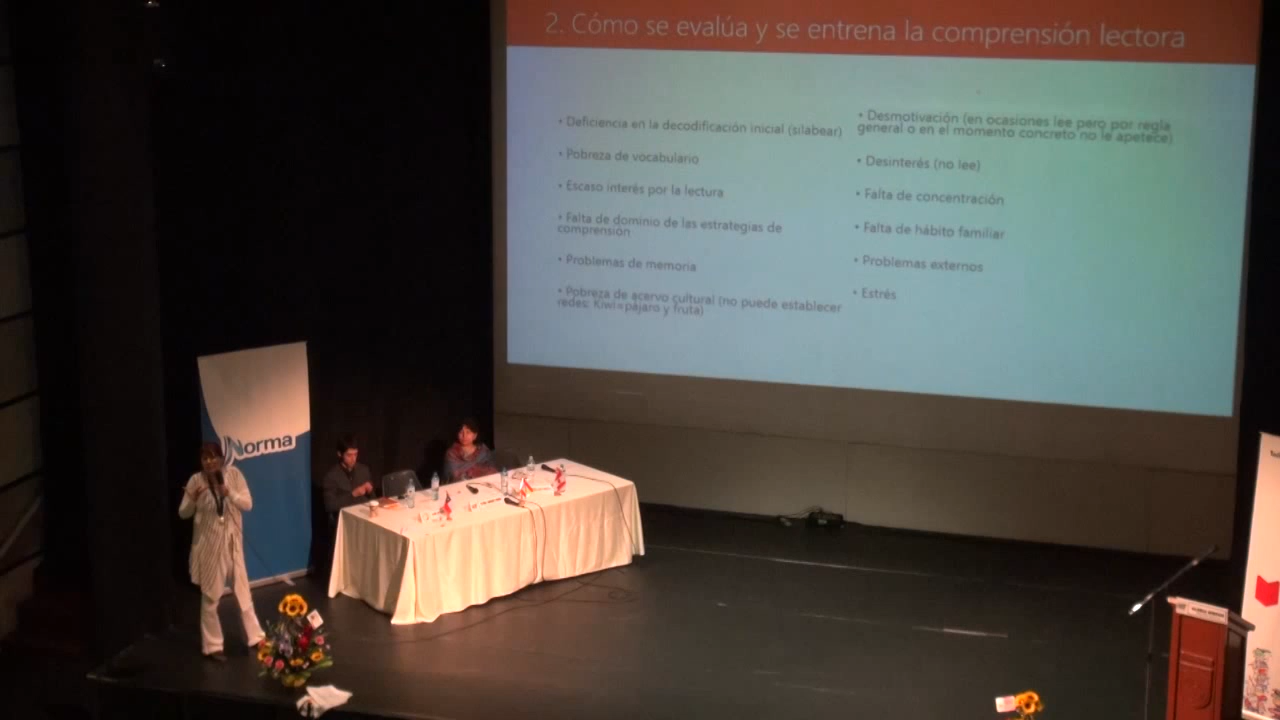 2. Cómo se evalúa y se entrena la comprensión lectora
• Deficiencia en la decodificación inicial (silabear)
• Pobreza de vocabulario
• Escaso interés por la lectura
• Falta de dominio de las estrategias de
comprensión
• Problemas de memoria
• Pobreza de acervo cultural (no puede establecer
redes: Kiwi=pájaro y fruta)
• Desmotivación (en ocasiones lee pero por regla
general o en el momento concreto no le apetece)
• Desinterés (no lee)
• Falta de concentración
• Falta de hábito familiar
• Problemas externos
• Estrés
Norma